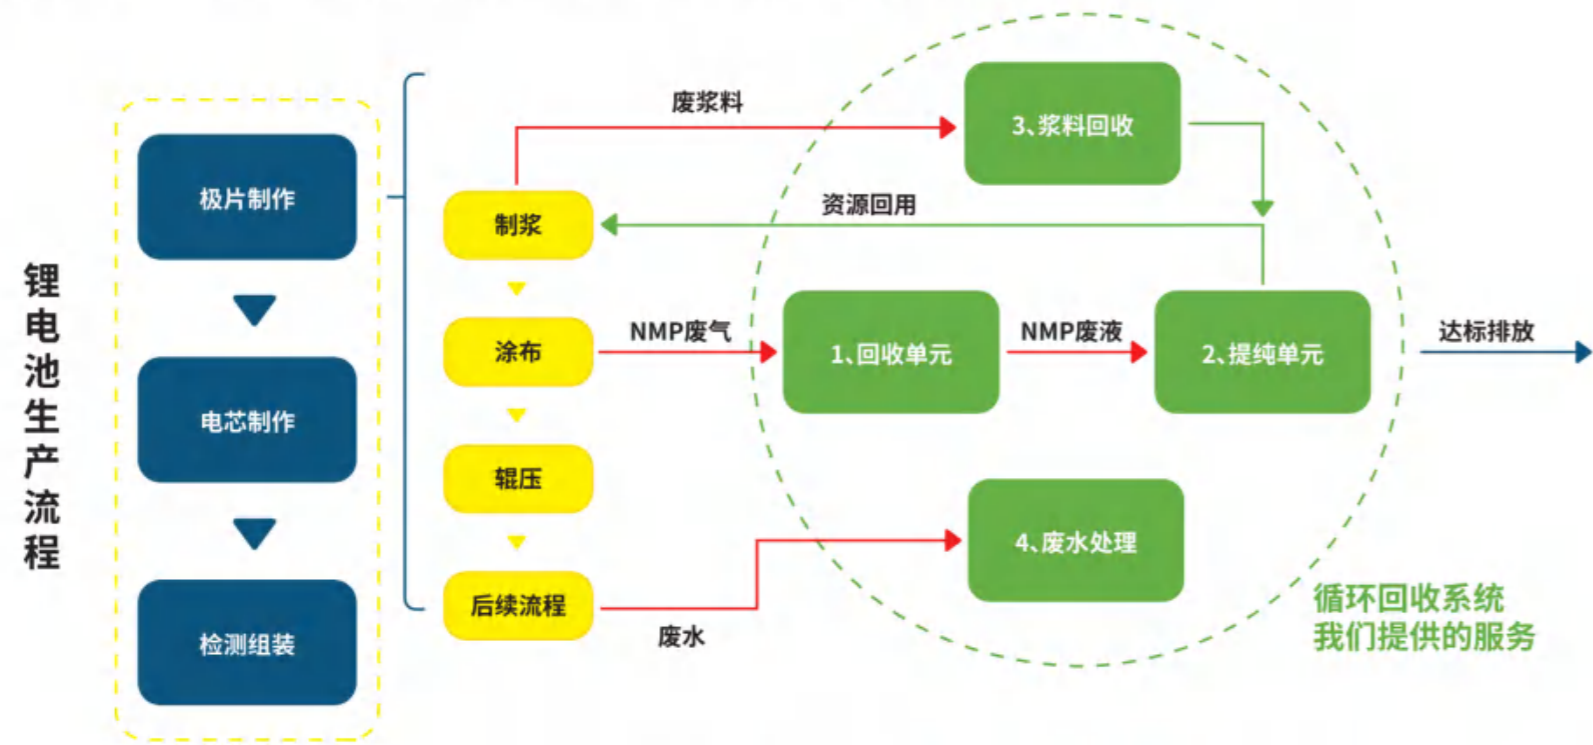 锂电池生产流程
极片制作
电芯制作
检测组装
废浆料
3、浆料回收
制浆
资源回用
涂布
NMP废气
1、回收单元
NMP废液
2、提纯单元
达标排放
辊压
后续流程
废水
4、废水处理
循环回收系统
我们提供的服务